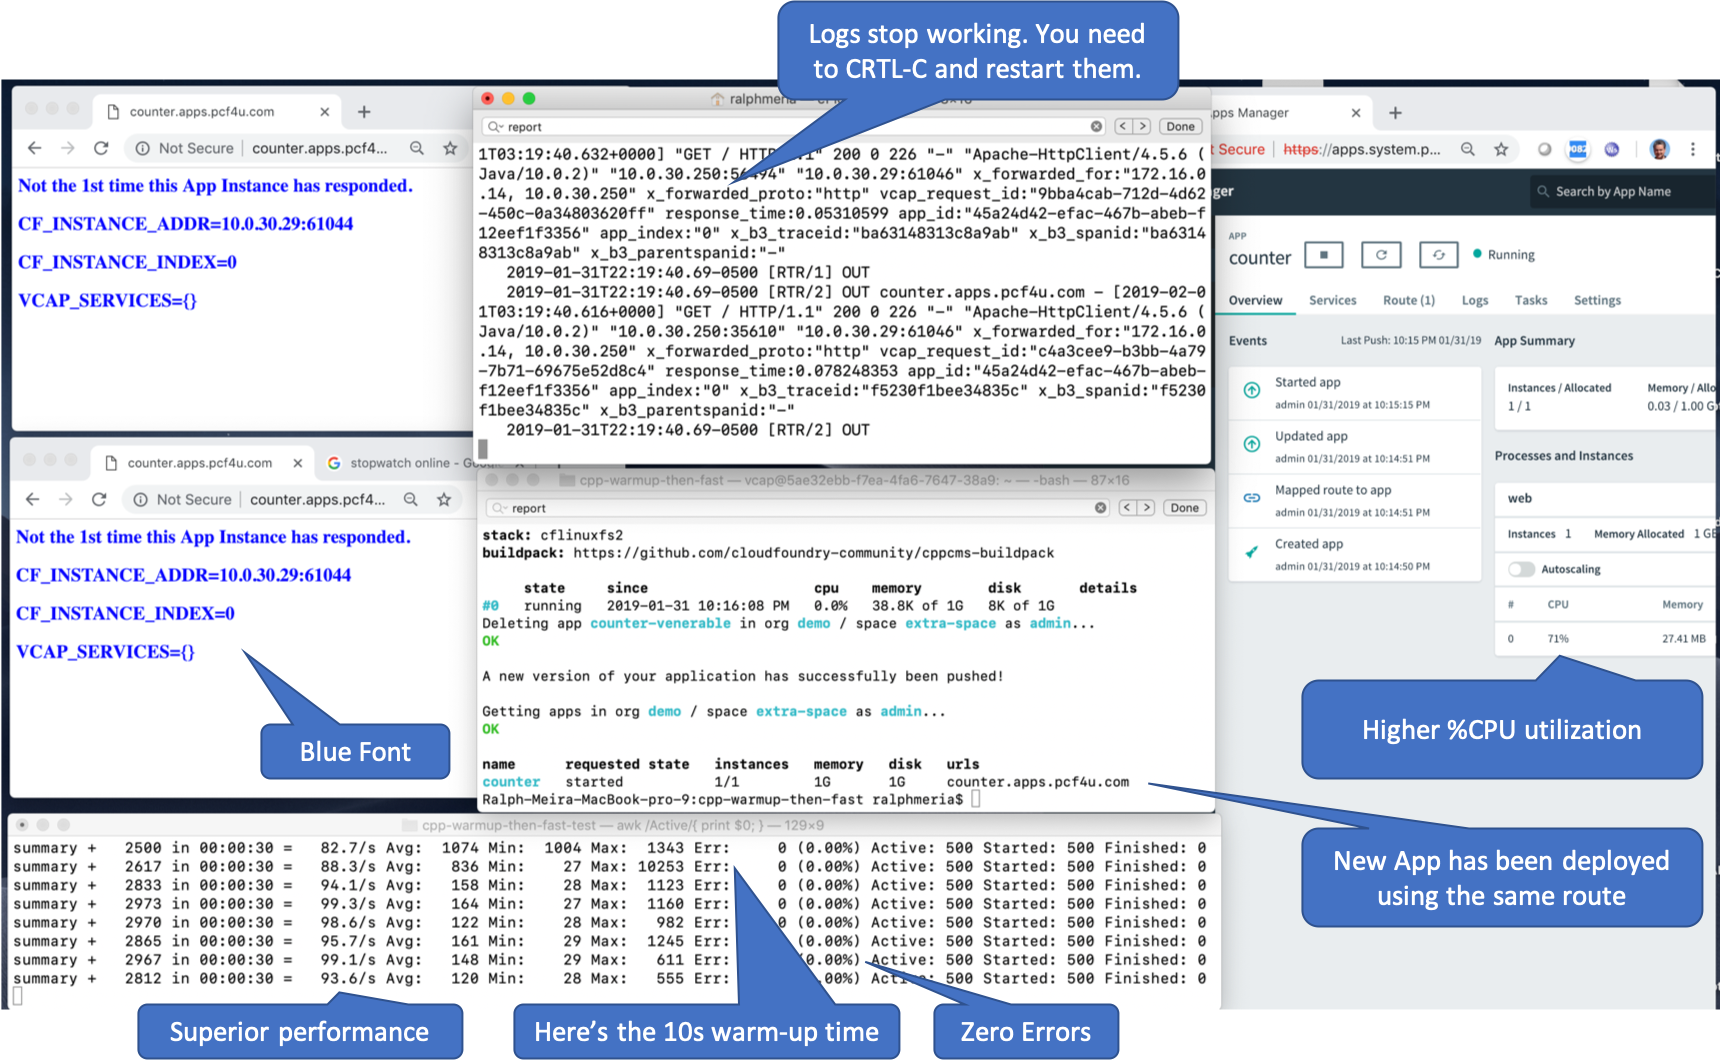 Logs stop working. You need
to CRTL-C and restart them.
counter.apps.pcf4u.com
Not Secure
counter.apps.pcf4...
Not the 1st time this App Instance has responded.
CF_INSTANCE_ADDR=10.0.30.29:61044
CF_INSTANCE_INDEX=0
VCAP_SERVICES={}
report
Done
1T03:19:40.632+0000] "GET / HTTP/1.1" 200 0 226 "-" "Apache-HttpClient/4.5.6 (
Java/10.0.2)" "10.0.30.250:56494" "10.0.30.29:61046" x_forwarded_for:"172.16.0
.14, 10.0.30.250" x_forwarded_proto:"http" vcap_request_id:"9bba4cab-712d-4d62
-450c-0a34803620ff" response_time:0.05310599 app_id:"45a24d42-efac-467b-abeb-f
12eef1f3356" app_index:"0" x_b3_traceid:"ba63148313c8a9ab" x_b3_spanid:"ba6314
8313c8a9ab" x_b3_parentspanid:"-"
2019-01-31T22:19:40.69-0500 [RTR/1] OUT
2019-01-31T22:19:40.69-0500 [RTR/2] OUT counter.apps.pcf4u.com - [2019-02-0
1T03:19:40.616+0000] "GET / HTTP/1.1" 200 0 226 "-" "Apache-HttpClient/4.5.6 (
Java/10.0.2)" "10.0.30.250:35610" "10.0.30.29:61046" x_forwarded_for:"172.16.0
.14, 10.0.30.250" x_forwarded_proto:"http" vcap_request_id:"c4a3cee9-b3bb-4a79
-7b71-69675e52d8c4" response_time:0.078248353 app_id:"45a24d42-efac-467b-abeb-
f12eef1f3356" app_index:"0" x_b3_traceid:"f5230f1bee34835c" x_b3_spanid:"f5230
f1bee34835c" x_b3_parentspanid:"-"
2019-01-31T22:19:40.69-0500 [RTR/2] OUT
Apps Manager
Secure https://apps.system.p...
Search by App Name
APP
counter
Running
Overview Services Route (1) Logs Tasks Settings
Events
Last Push: 10:15 PM 01/31/19
Started app
admin 01/31/2019 at 10:15:15 PM
Updated app
admin 01/31/2019 at 10:14:51 PM
Mapped route to app
admin 01/31/2019 at 10:14:51 PM
Created app
admin 01/31/2019 at 10:14:50 PM
App Summary
Instances / Allocated Memory / Allo
1 / 1 0.03 / 1.00 G
Processes and Instances
web
Instances 1 Memory Allocated 1 GB
Autoscaling
# CPU Memory
0 71% 27.41 MB
Higher %CPU utilization
counter.apps.pcf4u.com
stopwatch online -
Not Secure
counter.apps.pcf4...
Not the 1st time this App Instance has responded.
CF_INSTANCE_ADDR=10.0.30.29:61044
CF_INSTANCE_INDEX=0
VCAP_SERVICES={}
Blue Font
cpp-warmup-then-fast — vcap@5ae32ebb-f7ea-4fa6-7647-38a9: ~ — -bash — 87×16
report
Done
stack: cflinuxfs2
buildpack: https://github.com/cloudfoundry-community/cppcms-buildpack
state since cpu memory disk details
#0 running 2019-01-31 10:16:08 PM 0.0% 38.8K of 1G 8K of 1G
Deleting app counter-venerable in org demo / space extra-space as admin...
OK
A new version of your application has successfully been pushed!
Getting apps in org demo / space extra-space as admin...
OK
name requested state instances memory disk urls
counter started 1/1 1G 1G counter.apps.pcf4u.com
Ralph-Meira-MacBook-pro-9:cpp-warmup-then-fast ralphmeria$
New App has been deployed
using the same route
cpp-warmup-then-fast-test — awk /Active/{ print $0; } — 129×9
summary + 2500 in 00:00:30 = 82.7/s Avg: 1074 Min: 1004 Max: 1343 Err: 0 (0.00%) Active: 500 Started: 500 Finished: 0
summary + 2617 in 00:00:30 = 88.3/s Avg: 836 Min: 27 Max: 10253 Err: 0 (0.00%) Active: 500 Started: 500 Finished: 0
summary + 2833 in 00:00:30 = 94.1/s Avg: 158 Min: 28 Max: 1123 Err: 0 (0.00%) Active: 500 Started: 500 Finished: 0
summary + 2973 in 00:00:30 = 99.3/s Avg: 164 Min: 27 Max: 1160 Err: 0 (0.00%) Active: 500 Started: 500 Finished: 0
summary + 2970 in 00:00:30 = 98.6/s Avg: 122 Min: 28 Max: 982 Err: 0 (0.00%) Active: 500 Started: 500 Finished: 0
summary + 2865 in 00:00:30 = 95.7/s Avg: 161 Min: 29 Max: 1245 Err: (0.00%) Active: 500 Started: 500 Finished: 0
summary + 2967 in 00:00:30 = 99.1/s Avg: 148 Min: 29 Max: 611 Err: (0.00%) Active: 500 Started: 500 Finished: 0
summary + 2812 in 00:00:30 = 93.6/s Avg: 120 Min: 28 Max: 555 Err: .00%) Active: 500 Started: 500 Finished: 0
Superior performance
Here's the 10s warm-up time
Zero Errors